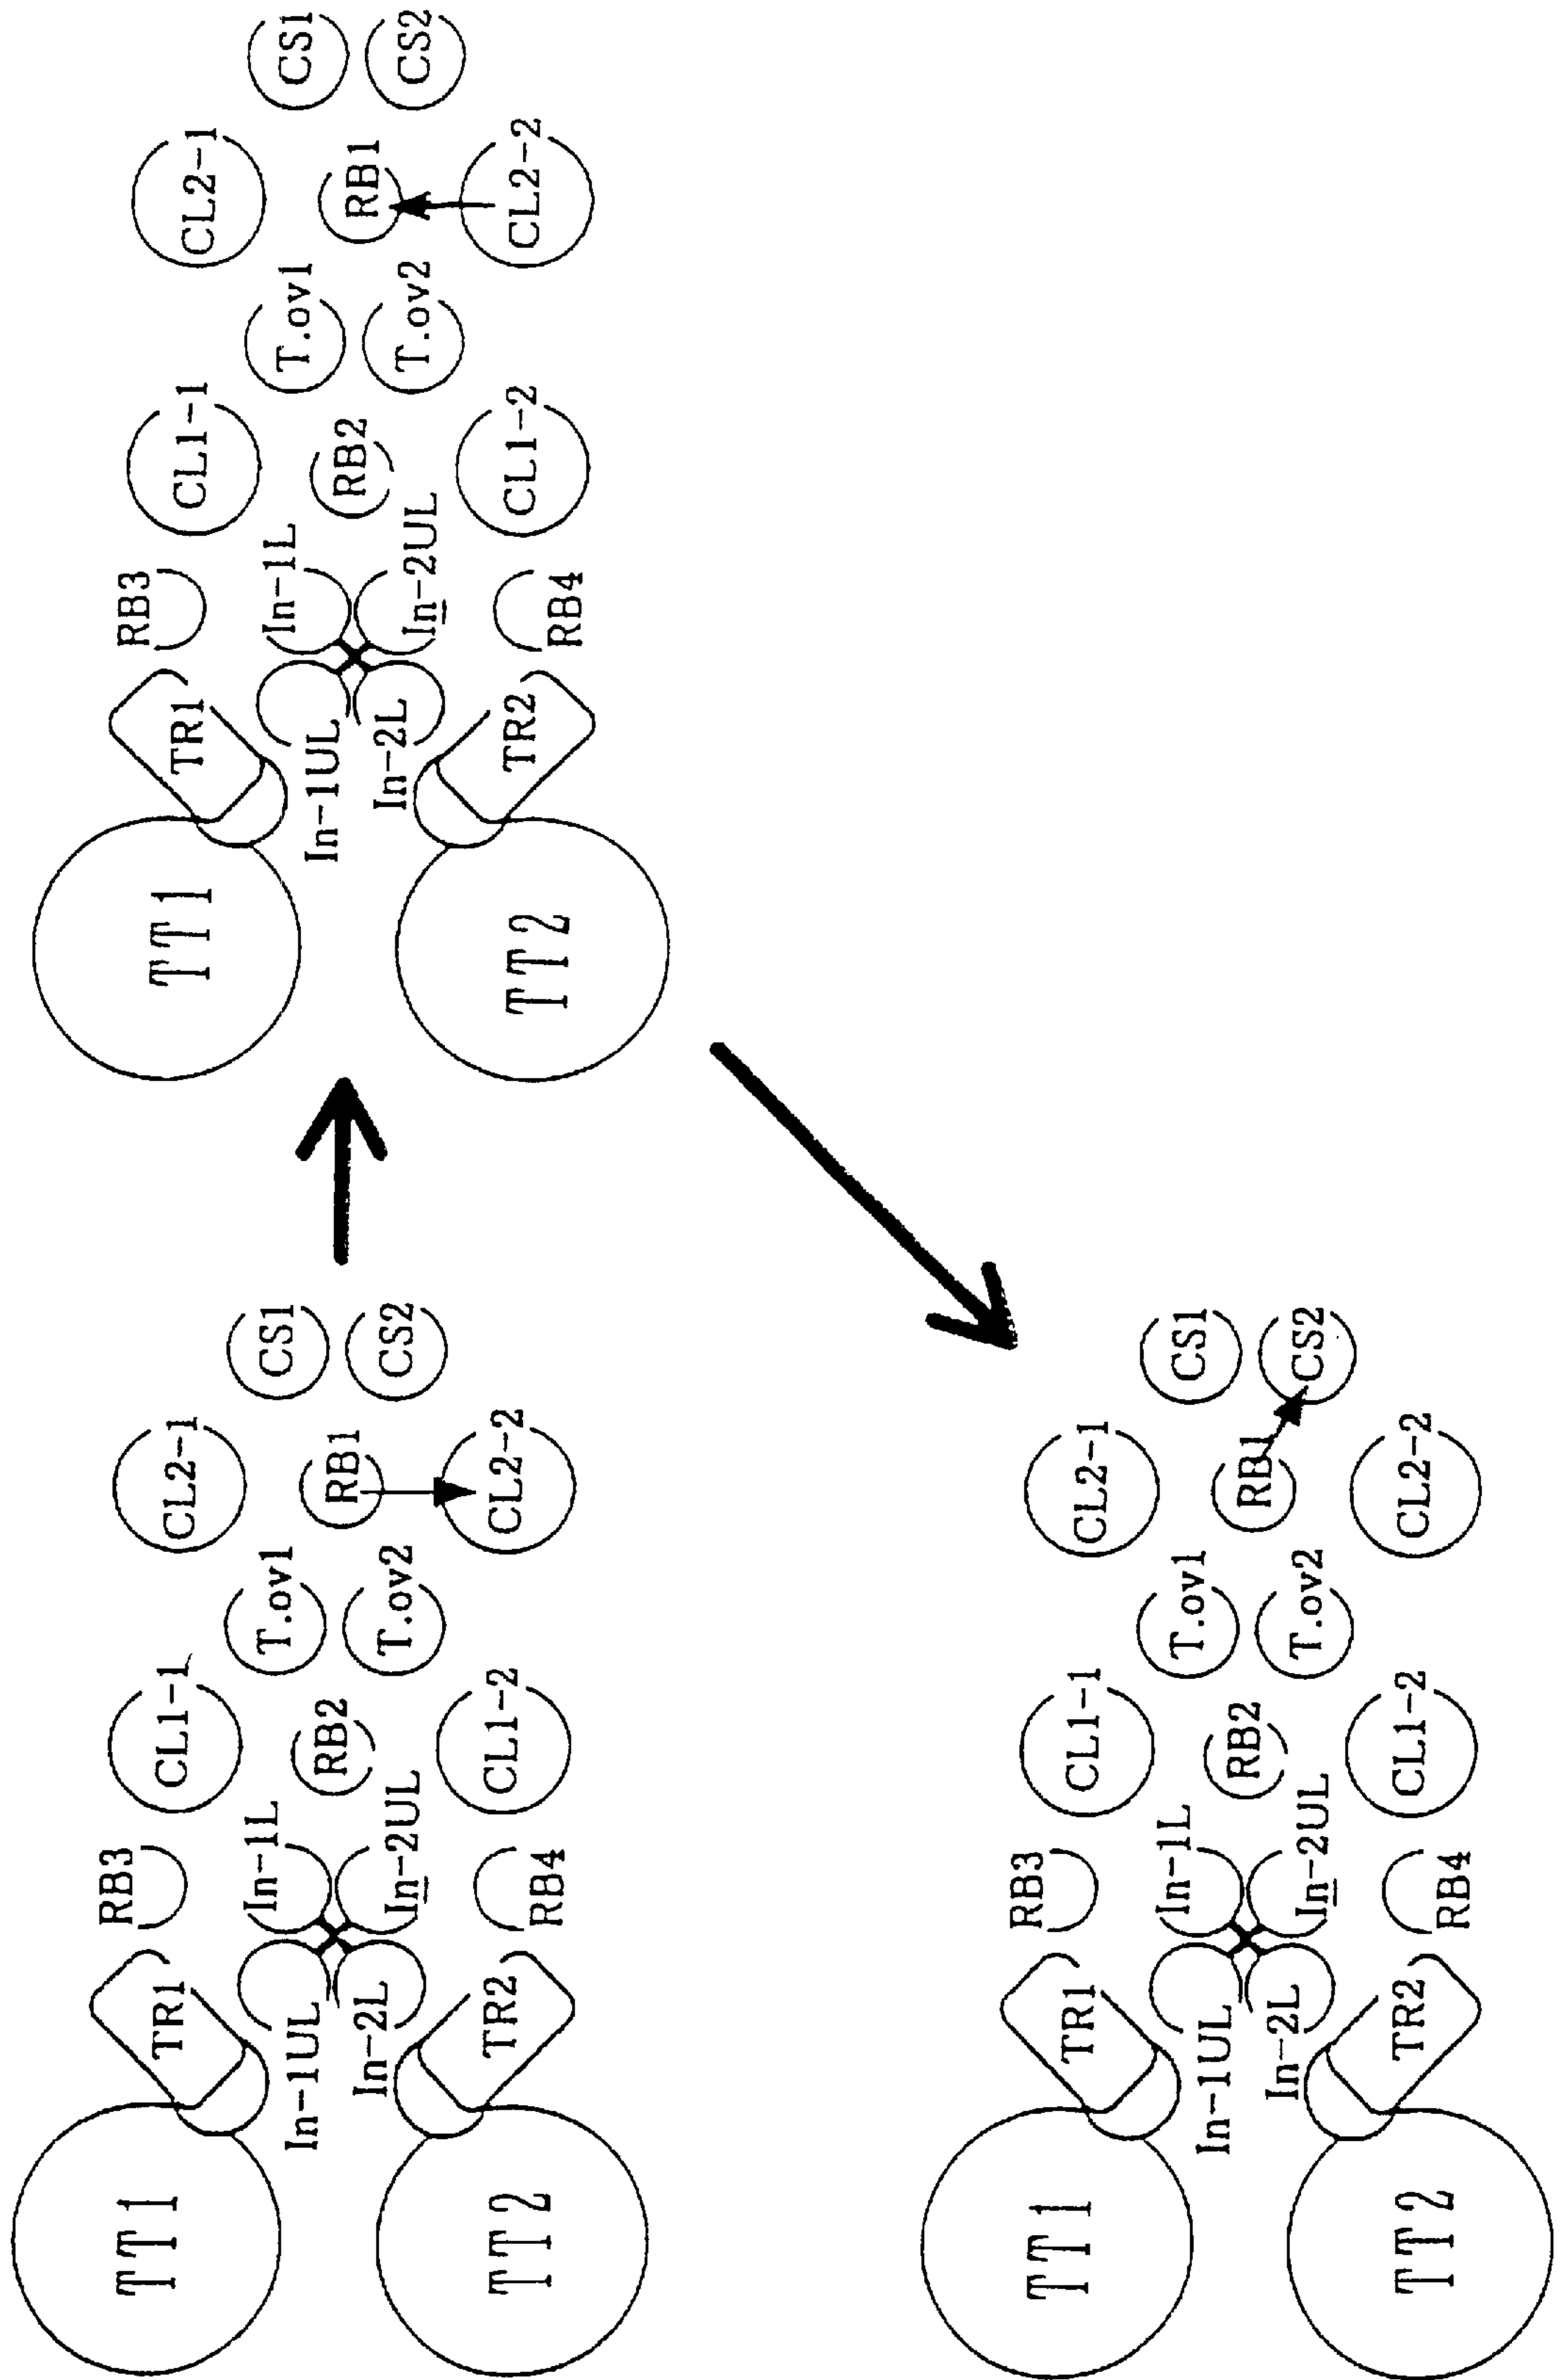 RB3
CL1-1
CL2-1
TT1
TR1
In-1L
T.ov1
CS1
In-1UL
RB2
RB1
In-2L
In-2UL
T.ov2
CS2
TT2
TR2
RB4
CL1-2
CL2-2
RB3
CL1-1
CL2-1
TT1
TR1
In-1L
T.ov1
CS1
In-1UL
RB2
RB1
In-2L
In-2UL
T.ov2
CS2
TT2
TR2
RB4
CL1-2
CL2-2
RB3
CL1-1
CL2-1
TT1
TR1
In-1L
T.ov1
CS1
In-1UL
RB2
RB1
In-2L
In-2UL
T.ov2
CS2
TT2
TR2
RB4
CL1-2
CL2-2